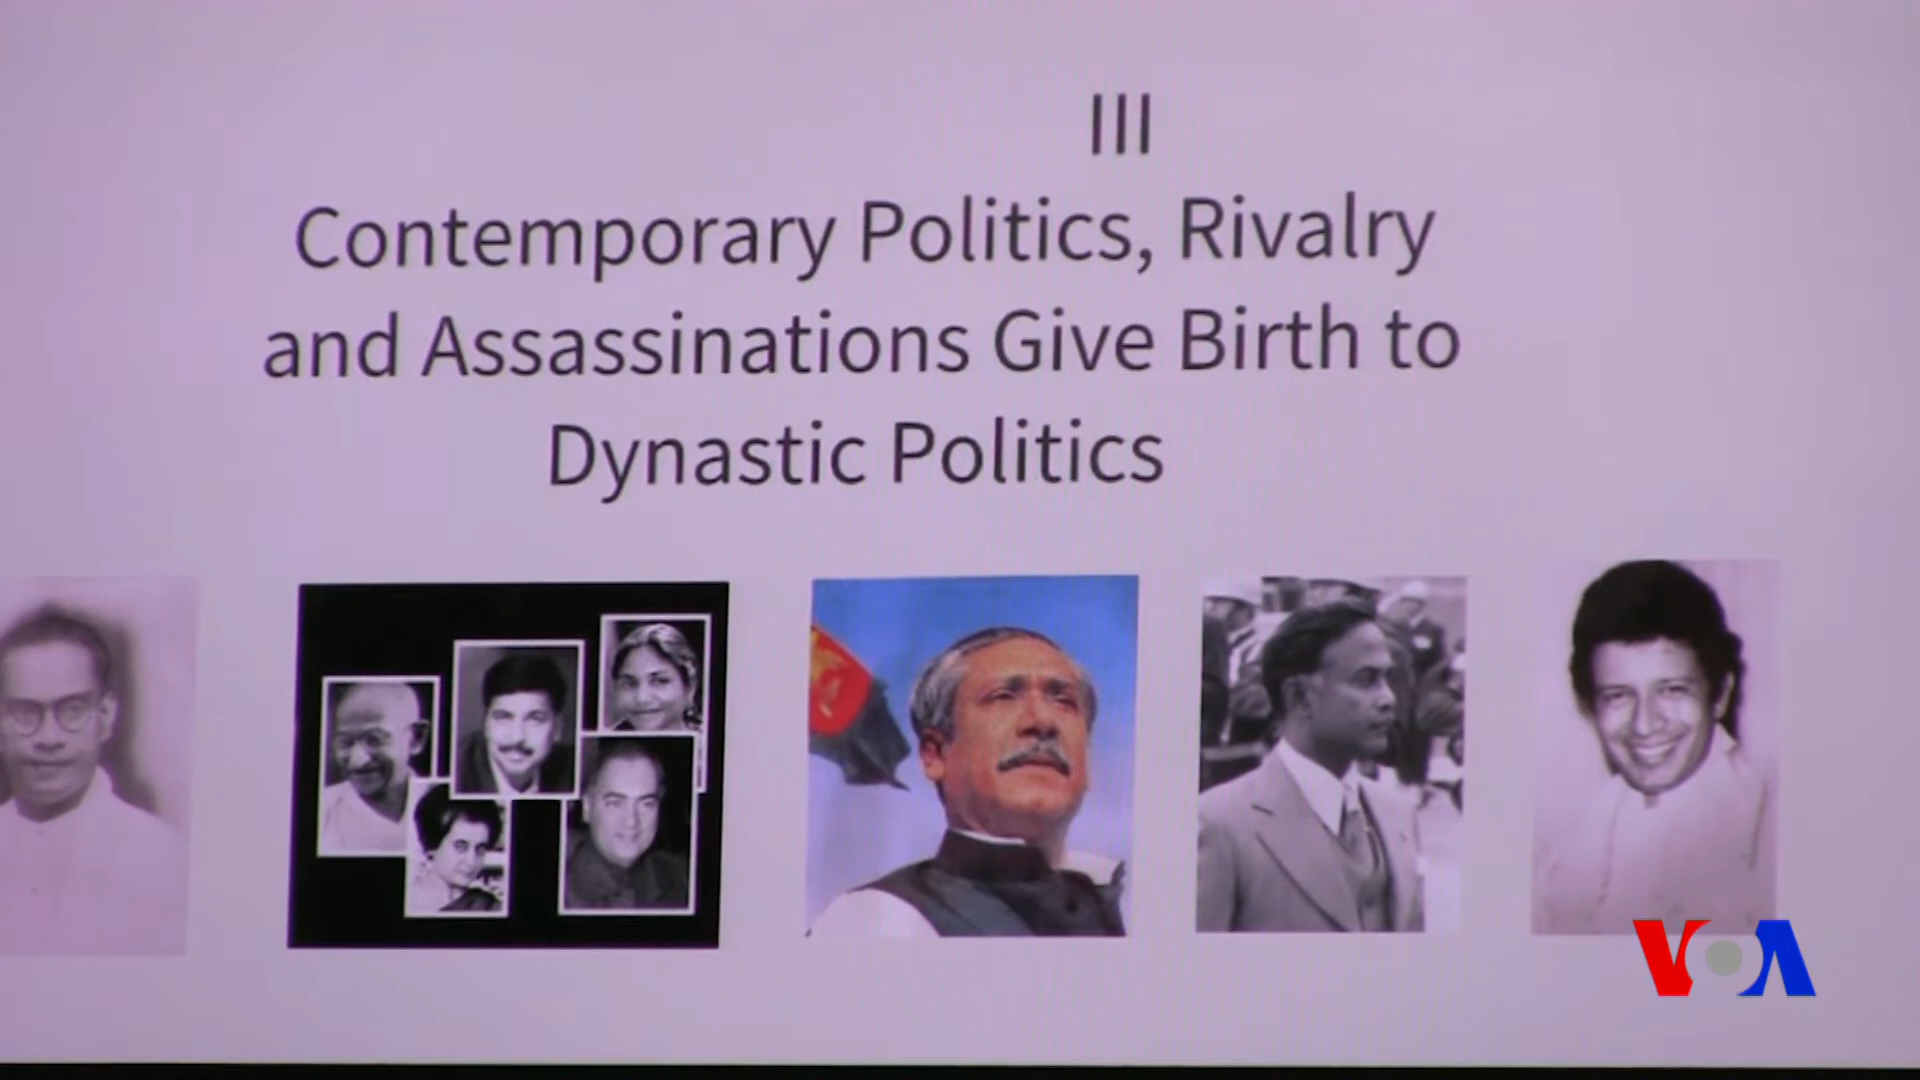 III
Contemporary Politics, Rivalry
and Assassinations Give Birth to
Dynastic Politics
VOA